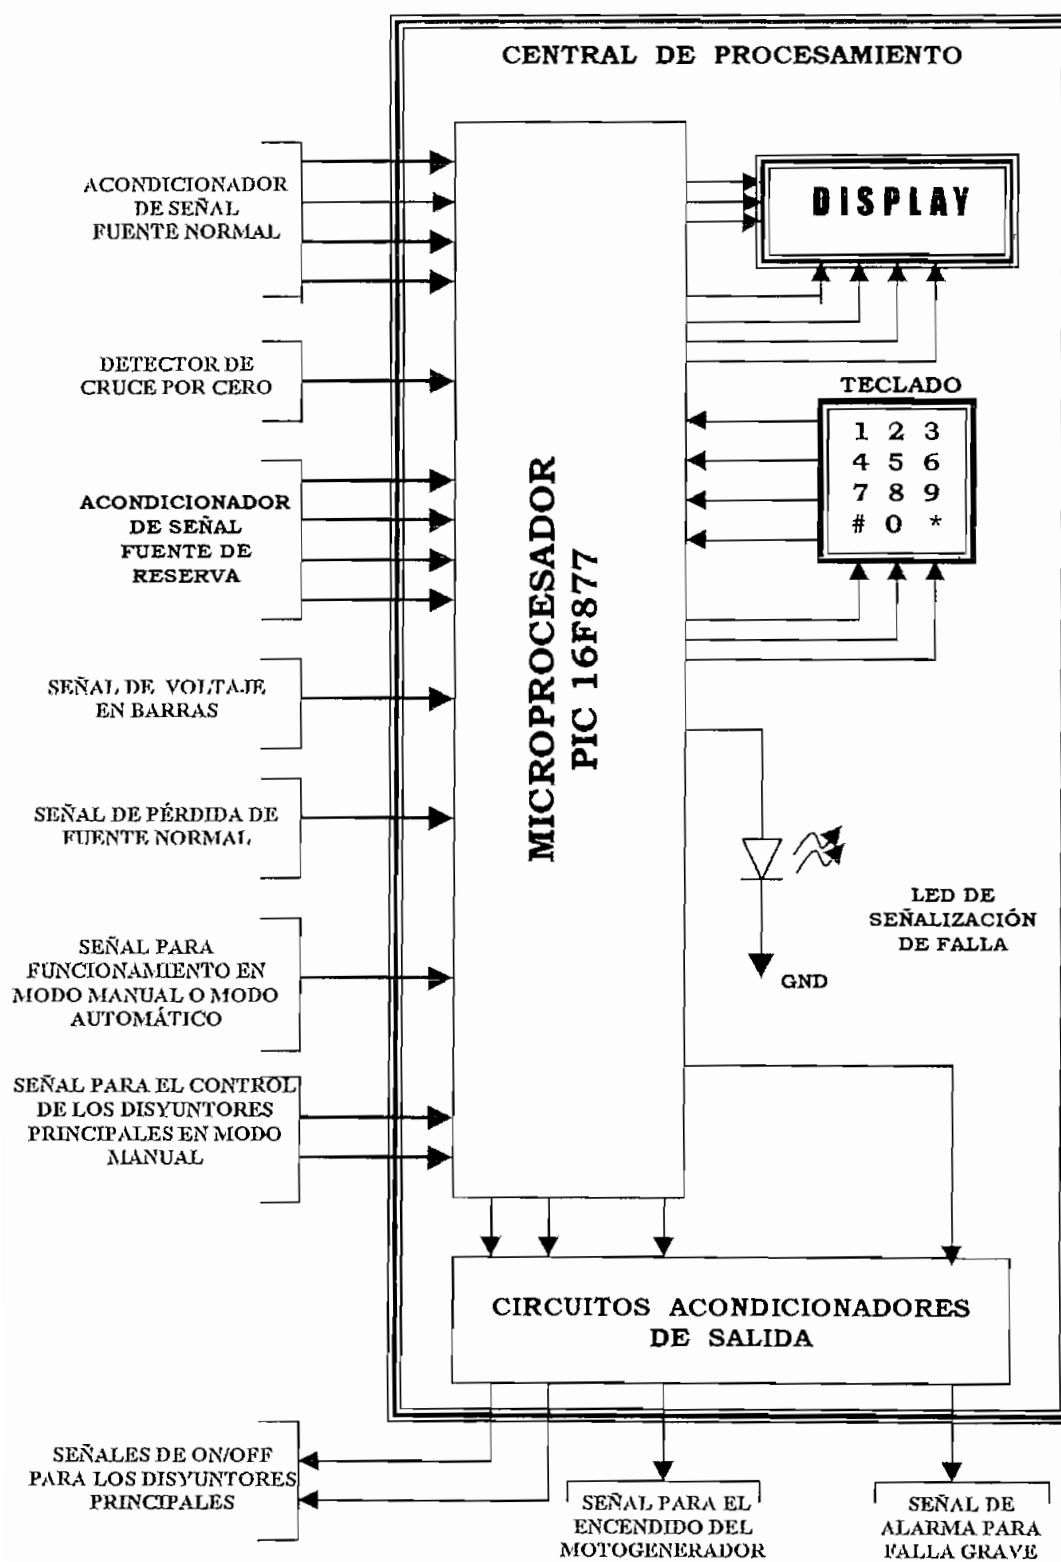 CENTRAL DE PROCESAMIENTO
ACONDICIONADOR
DE SEÑAL
FUENTE NORMAL
DETECTOR DE
CRUCE POR CERO
ACONDICIONADOR
DE SEÑAL
FUENTE DE
RESERVA
SEÑAL DE VOLTAJE
EN BARRAS
SEÑAL DE PÉRDIDA DE
FUENTE NORMAL
SEÑAL PARA
FUNCIONAMIENTO EN
MODO MANUAL O MODO
AUTOMÁTICO
SEÑAL PARA EL CONTROL
DE LOS DISYUNTORES
PRINCIPALES EN MODO
MANUAL
MICROPROCESADOR
PIC 16F877
DISPLAY
TECLADO
1 2 3
4 5 6
7 8 9
# 0 *
LED DE
SEÑALIZACIÓN
DE FALLA
GND
CIRCUITOS ACONDICIONADORES
DE SALIDA
SEÑALES DE ON/OFF
PARA LOS DISYUNTORES
PRINCIPALES
SEÑAL PARA EL
ENCENDIDO DEL
MOTOGENERADOR
SEÑAL DE
ALARMA PARA
FALLA GRAVE